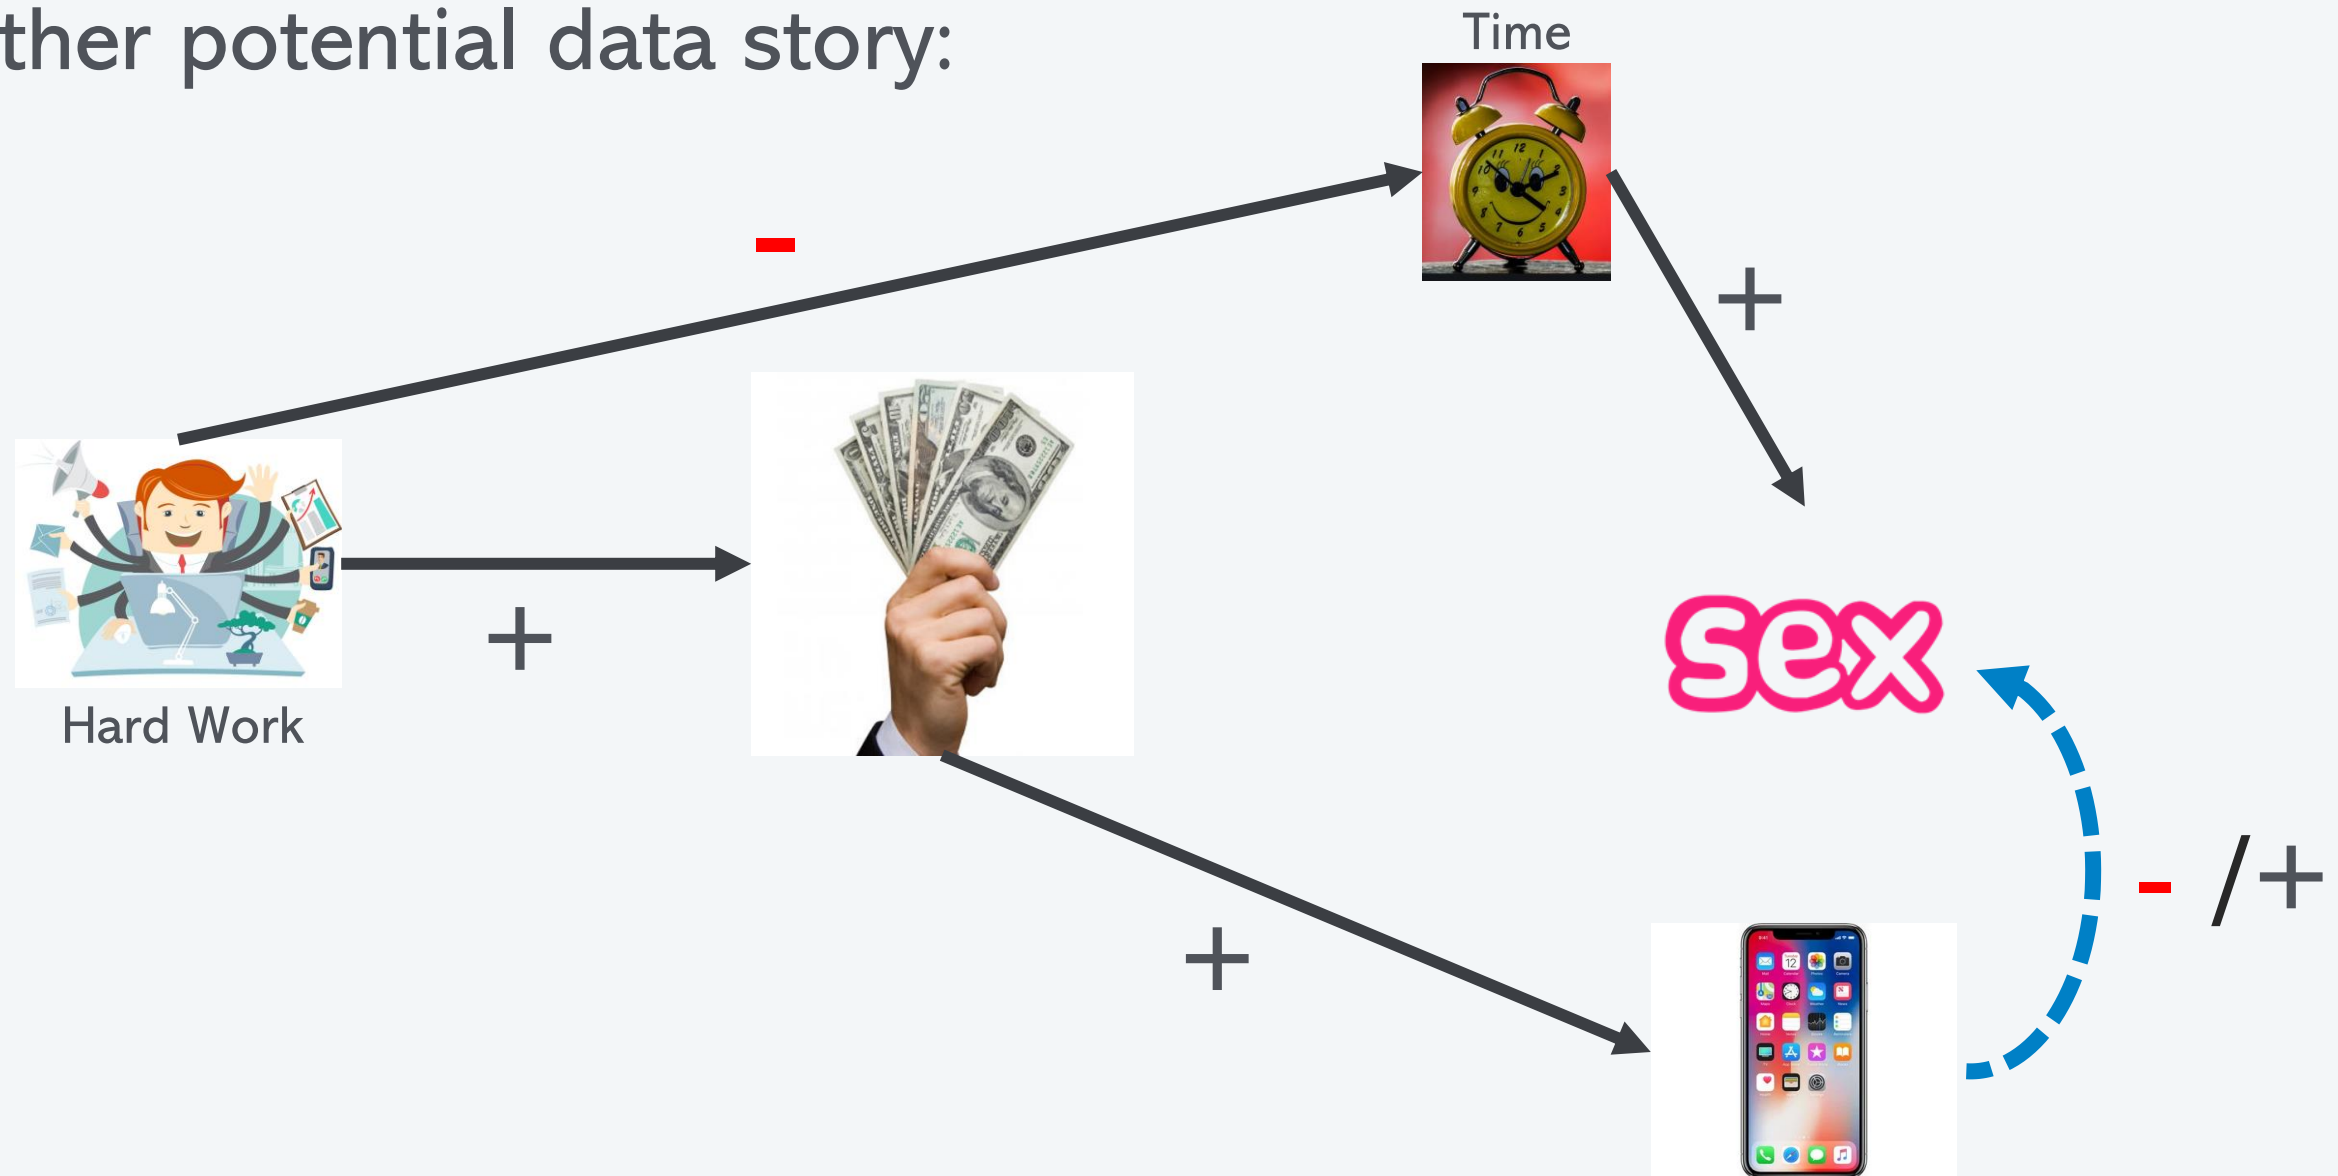 ther potential data story:
Time
-
+
+
Hard Work
sex
- /+
+